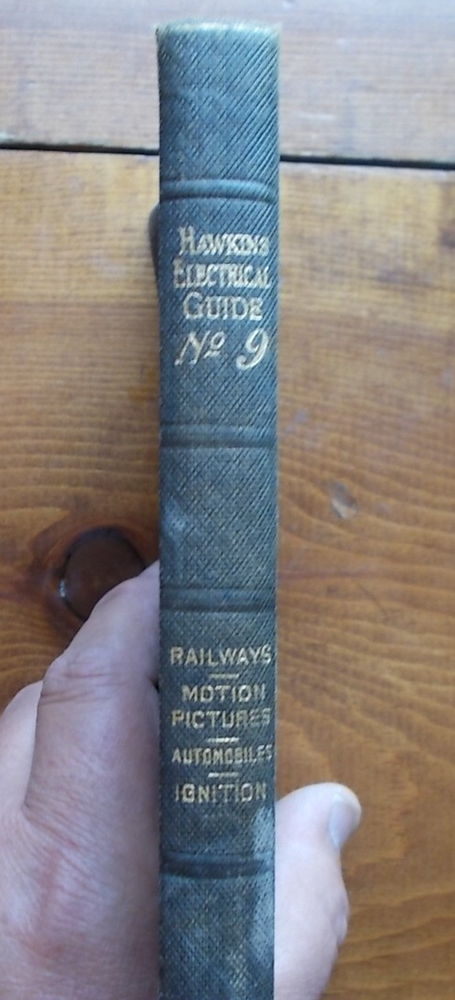 HAWKINS
ELECTRICAL
GUIDE
Nº 9
RAILWAYS
MOTION
PICTURES
AUTOMOBILES
IGNITION